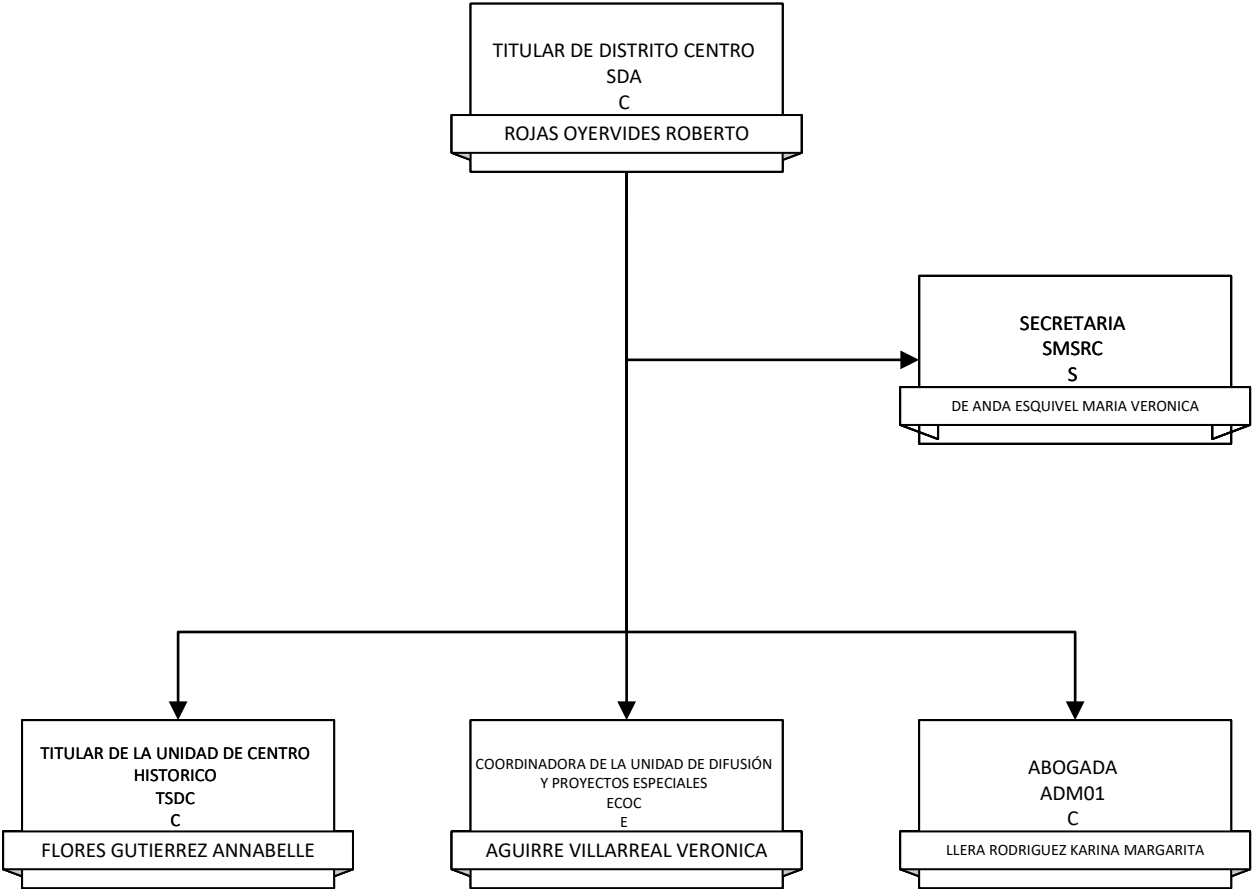 TITULAR DE DISTRITO CENTRO
SDA
C
ROJAS OYERVIDES ROBERTO
SECRETARIA
SMSRC
S
DE ANDA ESQUIVEL MARIA VERONICA
TITULAR DE LA UNIDAD DE CENTRO
HISTORICO
TSDC
C
FLORES GUTIERREZ ANNABELLE
COORDINADORA DE LA UNIDAD DE DIFUSIÓN
Y PROYECTOS ESPECIALES
ECOC
E
AGUIRRE VILLARREAL VERONICA
ABOGADA
ADM01
C
LLERA RODRIGUEZ KARINA MARGARITA